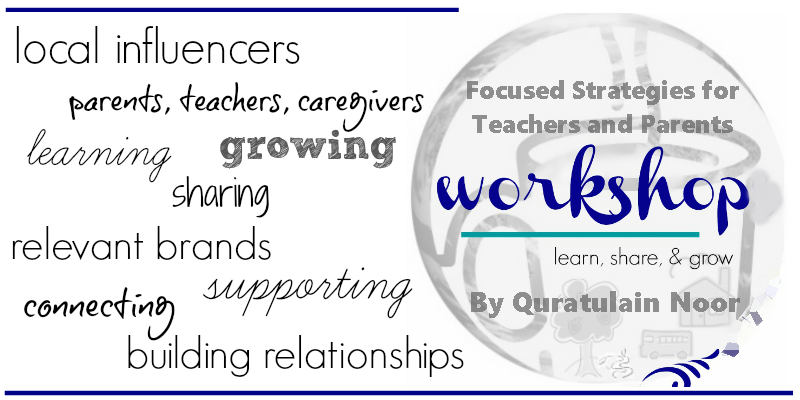 local influencers
parents, teachers, caregivers
learning
growing
sharing
relevant brands
supporting
connecting
building relationships
Focused Strategies for
Teachers and Parents
workshop
learn, share, & grow
By Quratulain Noor